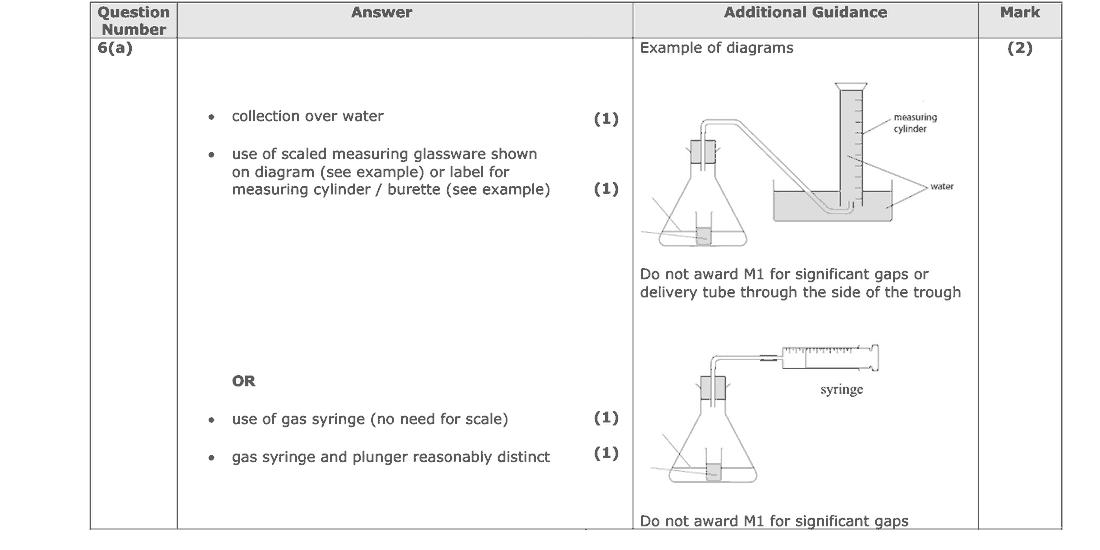 Question Number
Answer
Additional Guidance
Mark
6(a)
Example of diagrams
(2)
• collection over water (1)
• use of scaled measuring glassware shown
on diagram (see example) or label for
measuring cylinder / burette (see example) (1)
measuring
cylinder
water
Do not award M1 for significant gaps or
delivery tube through the side of the trough
OR
• use of gas syringe (no need for scale) (1)
• gas syringe and plunger reasonably distinct (1)
syringe
Do not award M1 for significant gaps